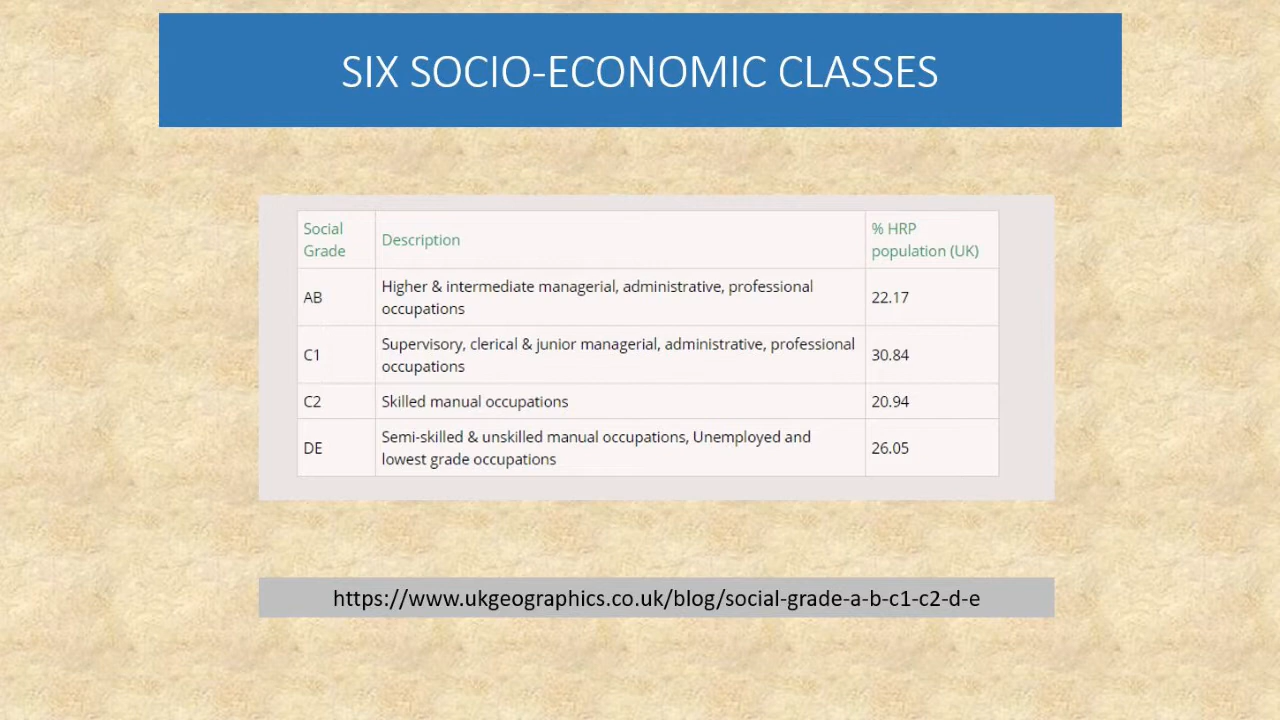 SIX SOCIO-ECONOMIC CLASSES
Social
Grade
Description
% HRP
population (UK)
AB
Higher & intermediate managerial, administrative, professional
occupations
22.17
C1
Supervisory, clerical & junior managerial, administrative, professional
occupations
30.84
C2
Skilled manual occupations
20.94
DE
Semi-skilled & unskilled manual occupations, Unemployed and
lowest grade occupations
26.05
https://www.ukgeographics.co.uk/blog/social-grade-a-b-c1-c2-d-e